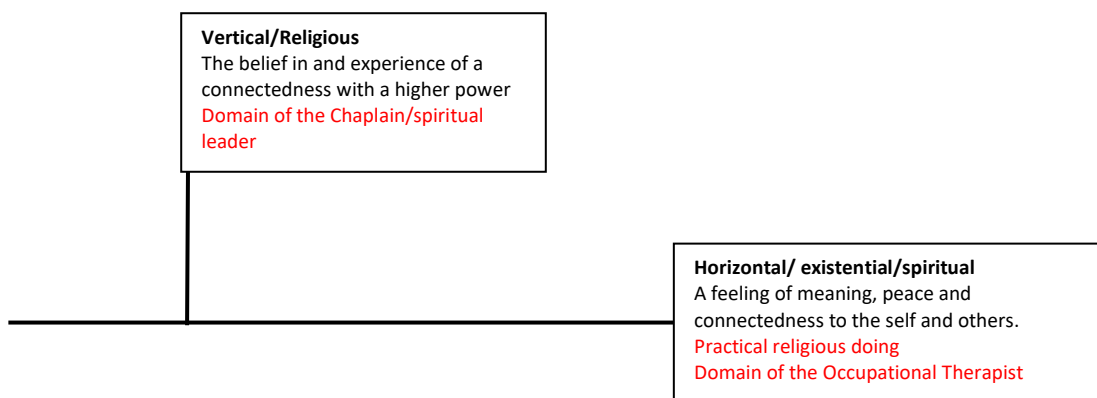 Vertical/Religious
The belief in and experience of a
connectedness with a higher power
Domain of the Chaplain/spiritual
leader
Horizontal/ existential/spiritual
A feeling of meaning, peace and
connectedness to the self and others.
Practical religious doing
Domain of the Occupational Therapist